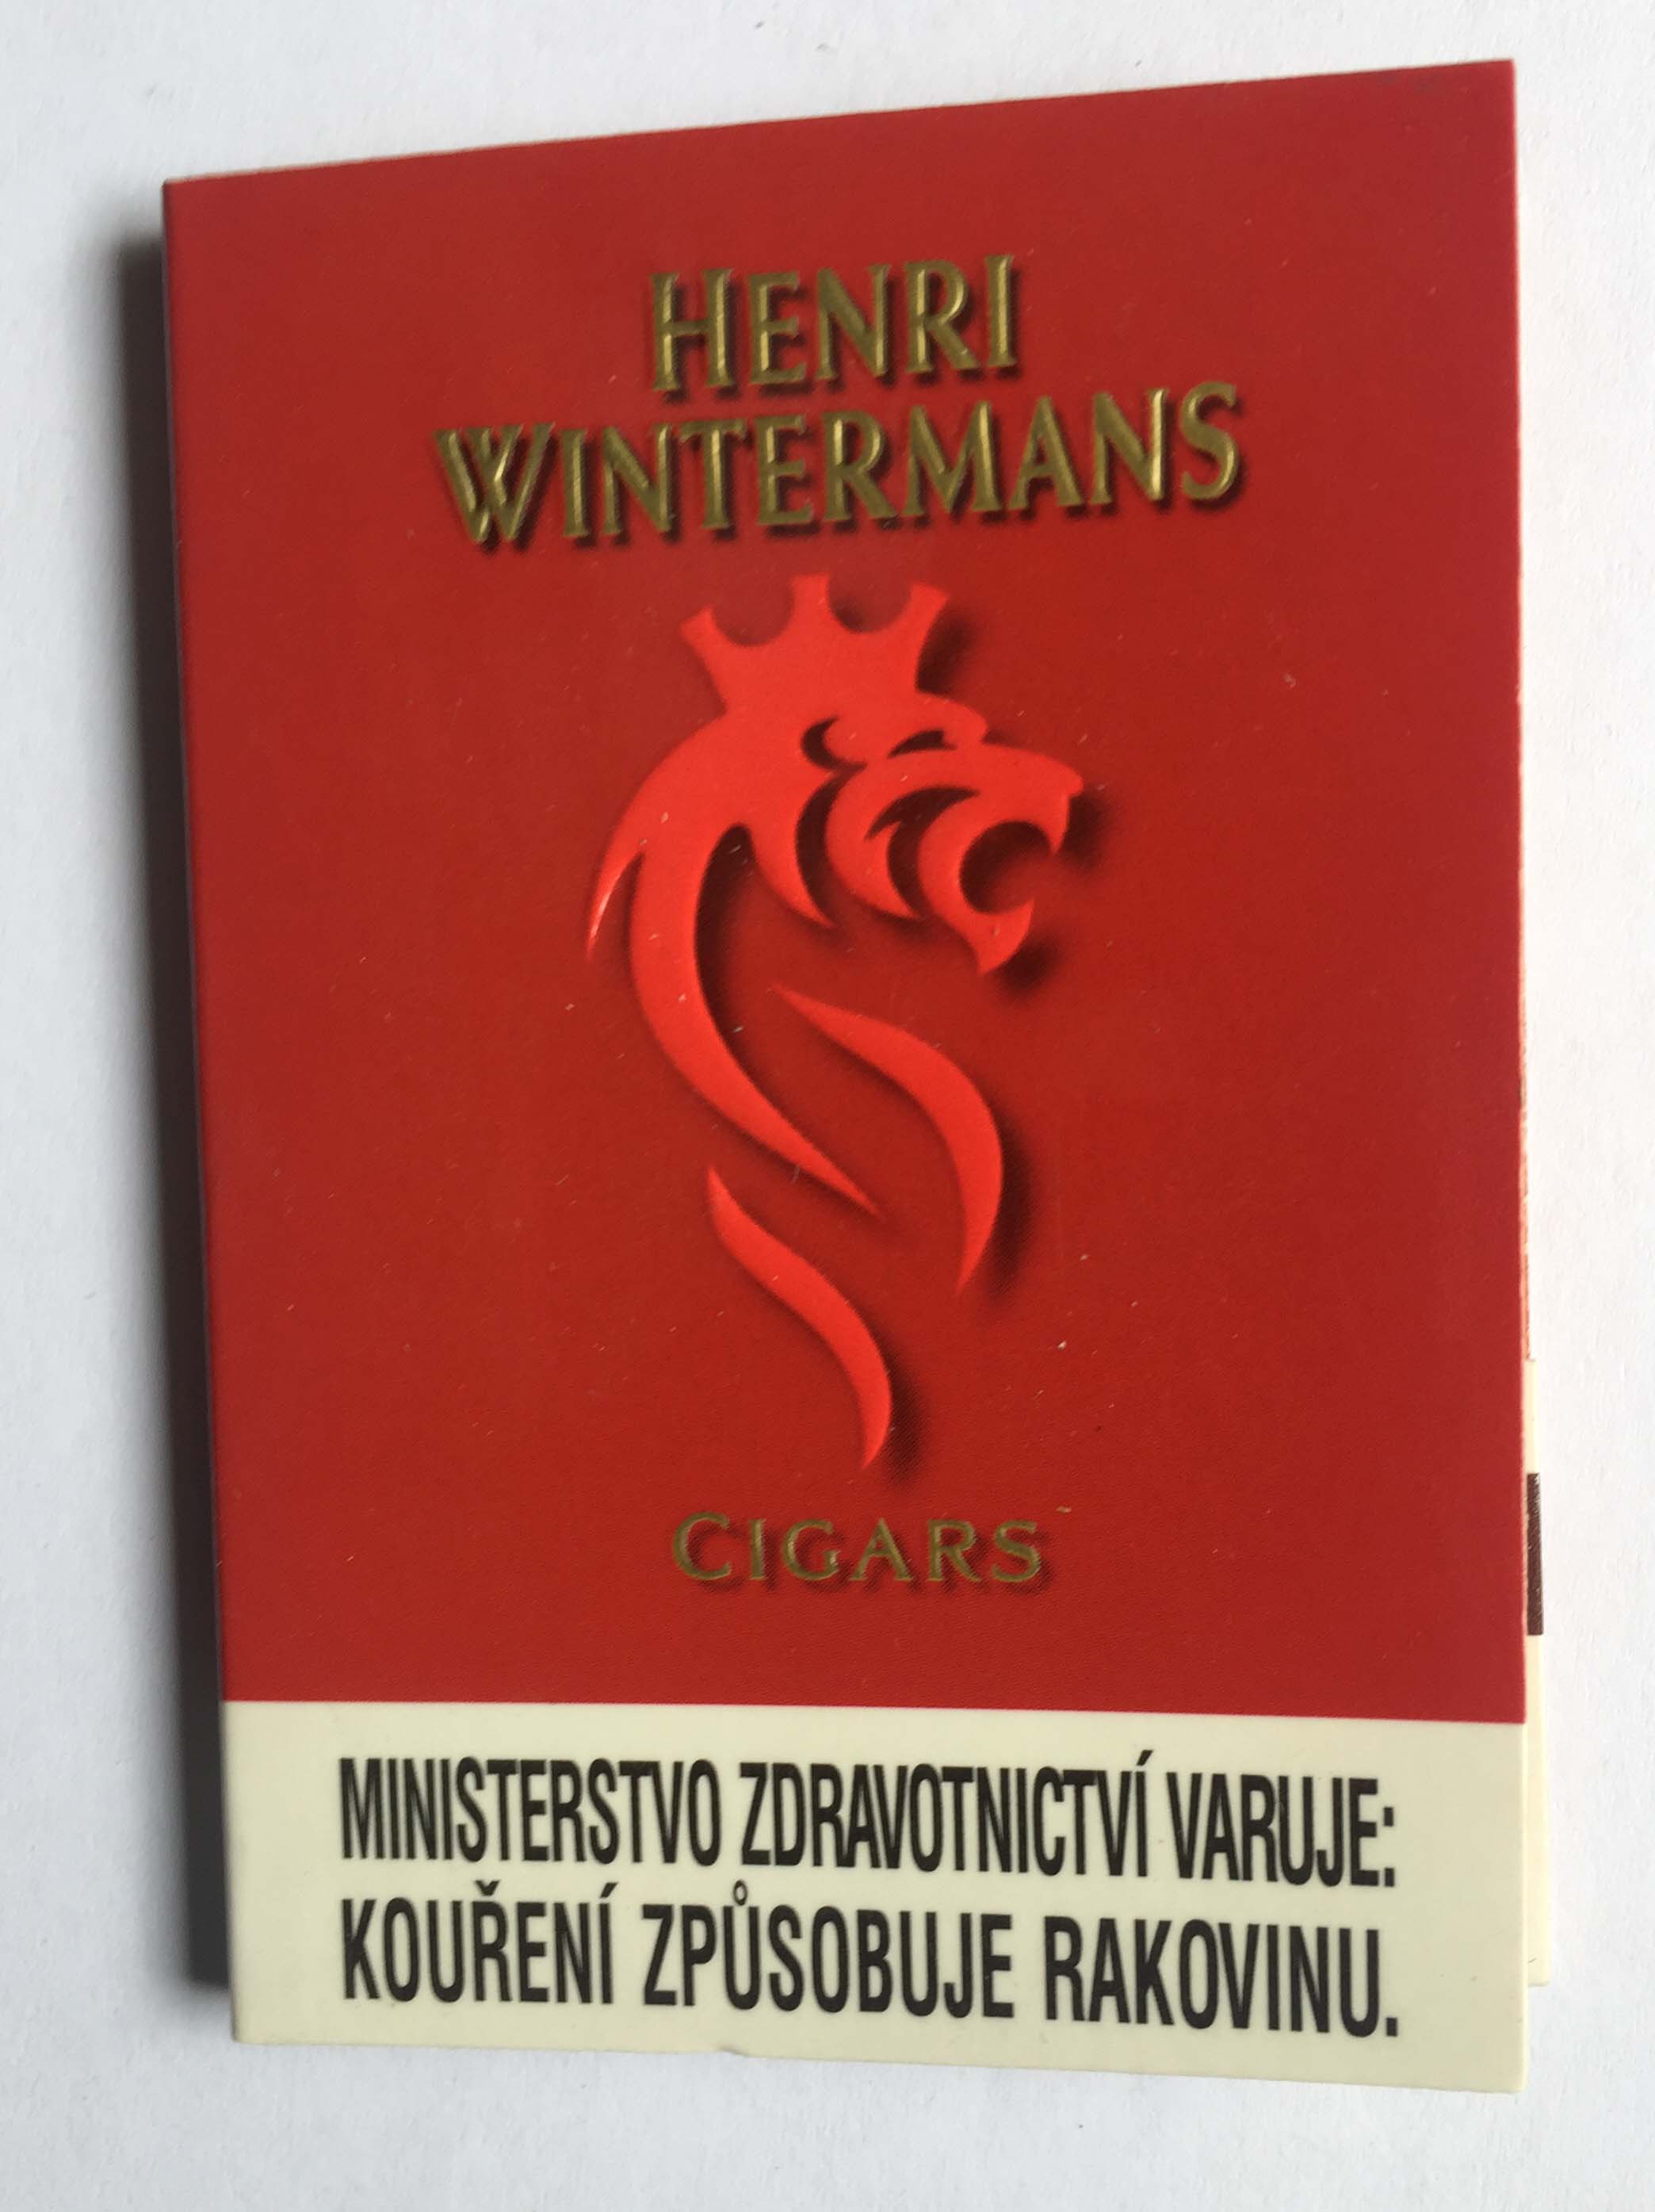 HENRI
WINTERMANS
CIGARS
MINISTERSTVO ZDRAVOTNICTVÍ VARUJE:
KOUŘENÍ ZPŮSOBUJE RAKOVINU.